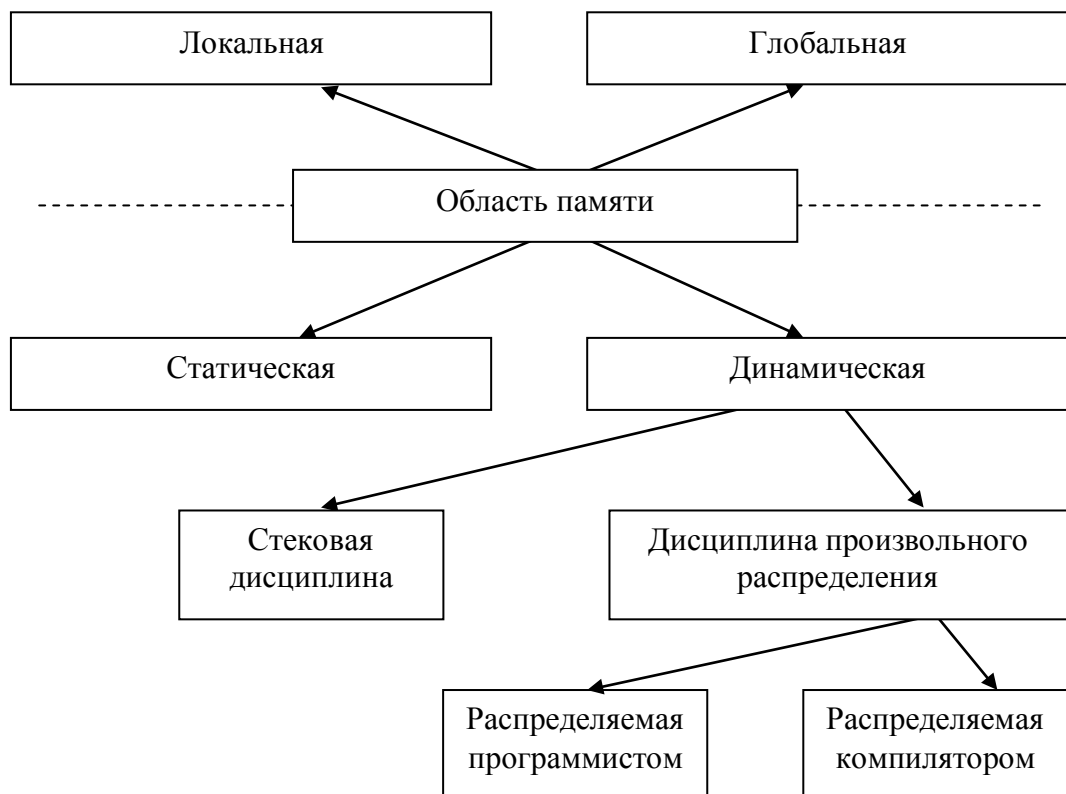 Локальная
Глобальная
Область памяти
Статическая
Динамическая
Стековая
дисциплина
Дисциплина произвольного
распределения
Распределяемая
программистом
Распределяемая
компилятором